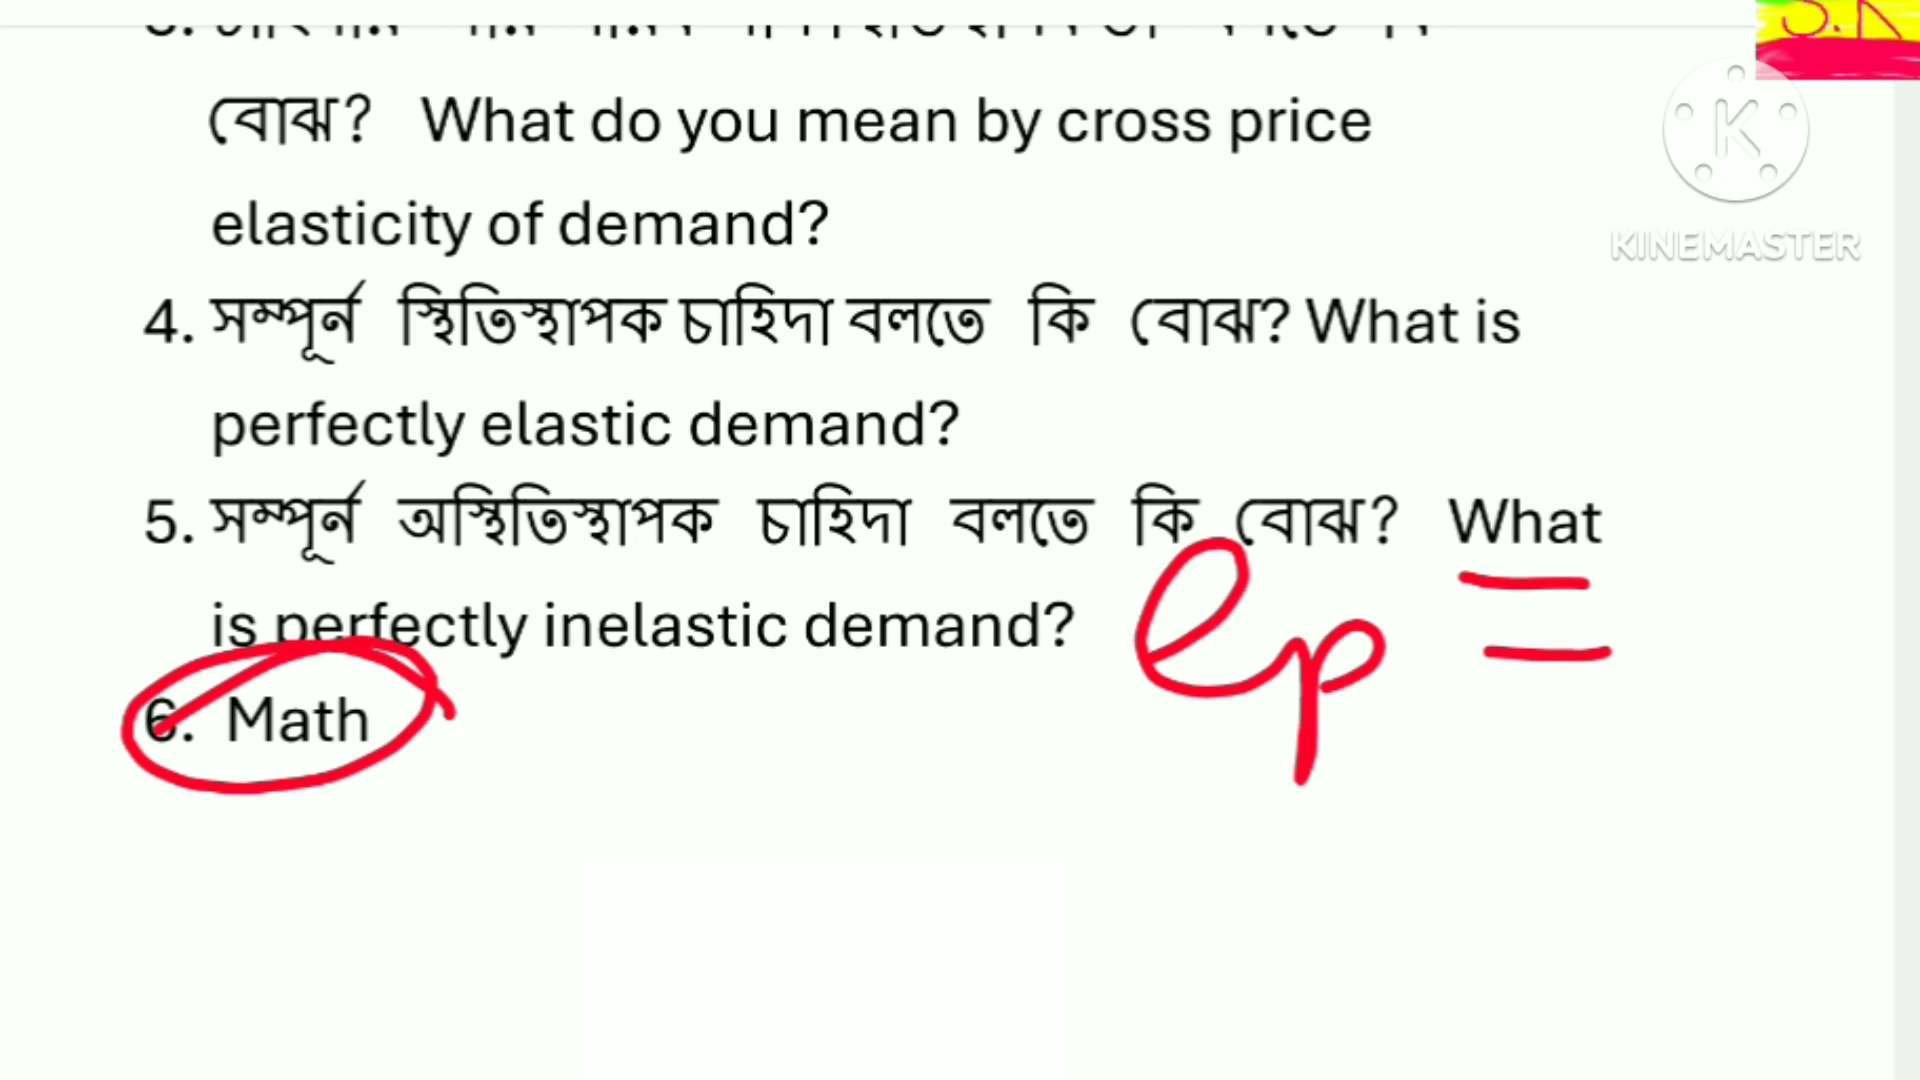 বোঝ? What do you mean by cross price
elasticity of demand?
4. সম্পূর্ন স্থিতিস্থাপক চাহিদা বলতে কি বোঝ? What is
perfectly elastic demand?
5. সম্পূর্ন অস্থিতিস্থাপক চাহিদা বলতে কি বোঝ? What
is perfectly inelastic demand?
ep =
6. Math
K
KINEMASTER